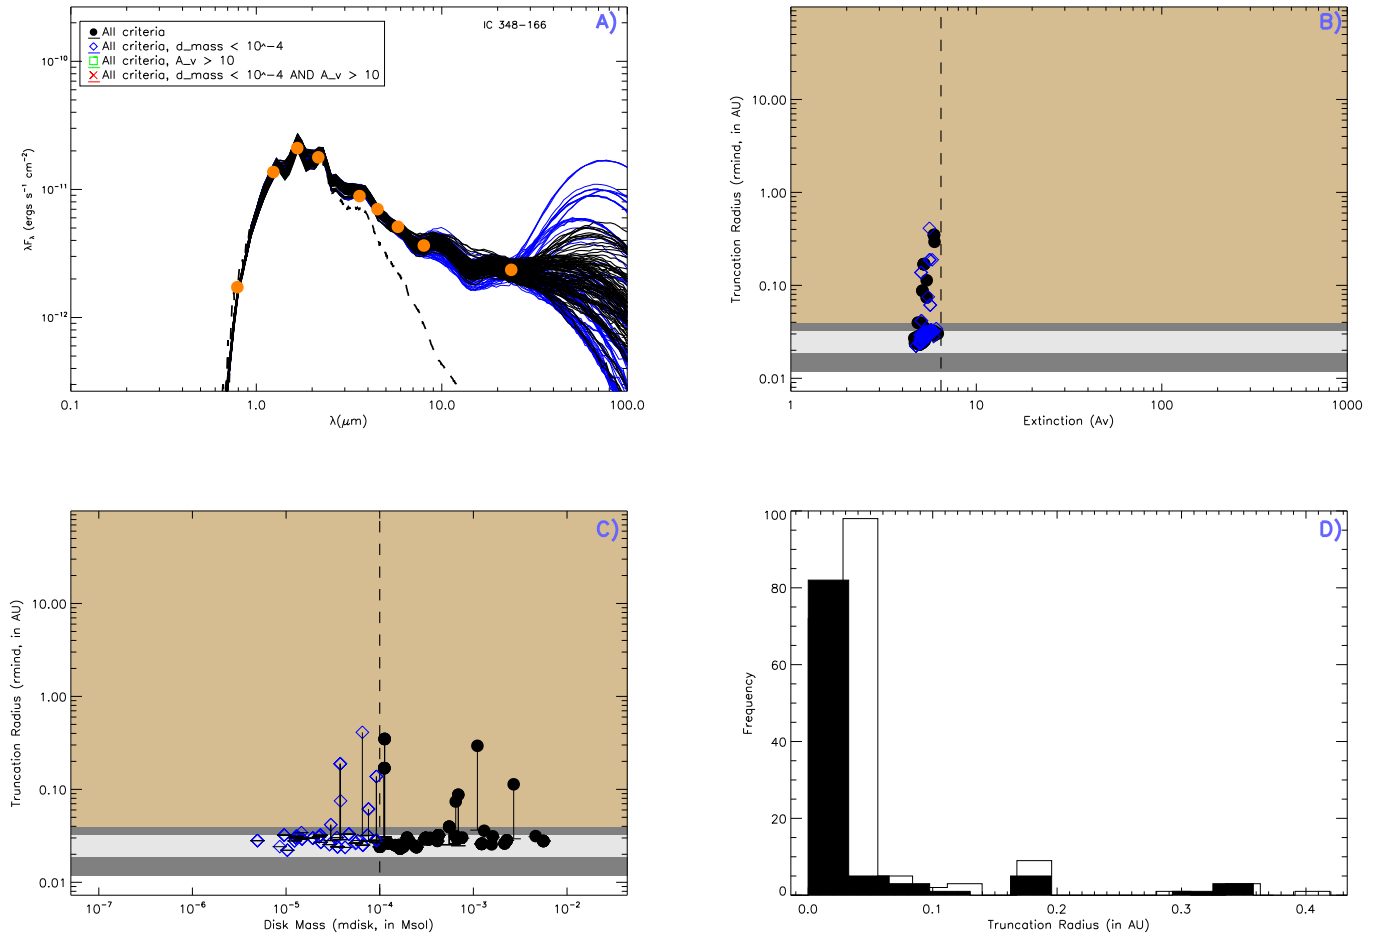 IC 348-166
A)
All criteria
All criteria, d_mass < 10^-4
All criteria, A_v > 10
All criteria, d_mass < 10^-4 AND A_v > 10
λFλ (ergs s⁻¹ cm⁻²)
10⁻¹⁰
10⁻¹¹
10⁻¹²
0.1 1.0 10.0 100.0
λ(μm)
B)
Truncation Radius (rmind, in AU)
10.00
1.00
0.10
0.01
1 10 100 1000
Extinction (Av)
C)
Truncation Radius (rmind, in AU)
10.00
1.00
0.10
0.01
10⁻⁷ 10⁻⁶ 10⁻⁵ 10⁻⁴ 10⁻³ 10⁻²
Disk Mass (mdisk, in Msol)
D)
Frequency
100
80
60
40
20
0
0.0 0.1 0.2 0.3 0.4
Truncation Radius (in AU)